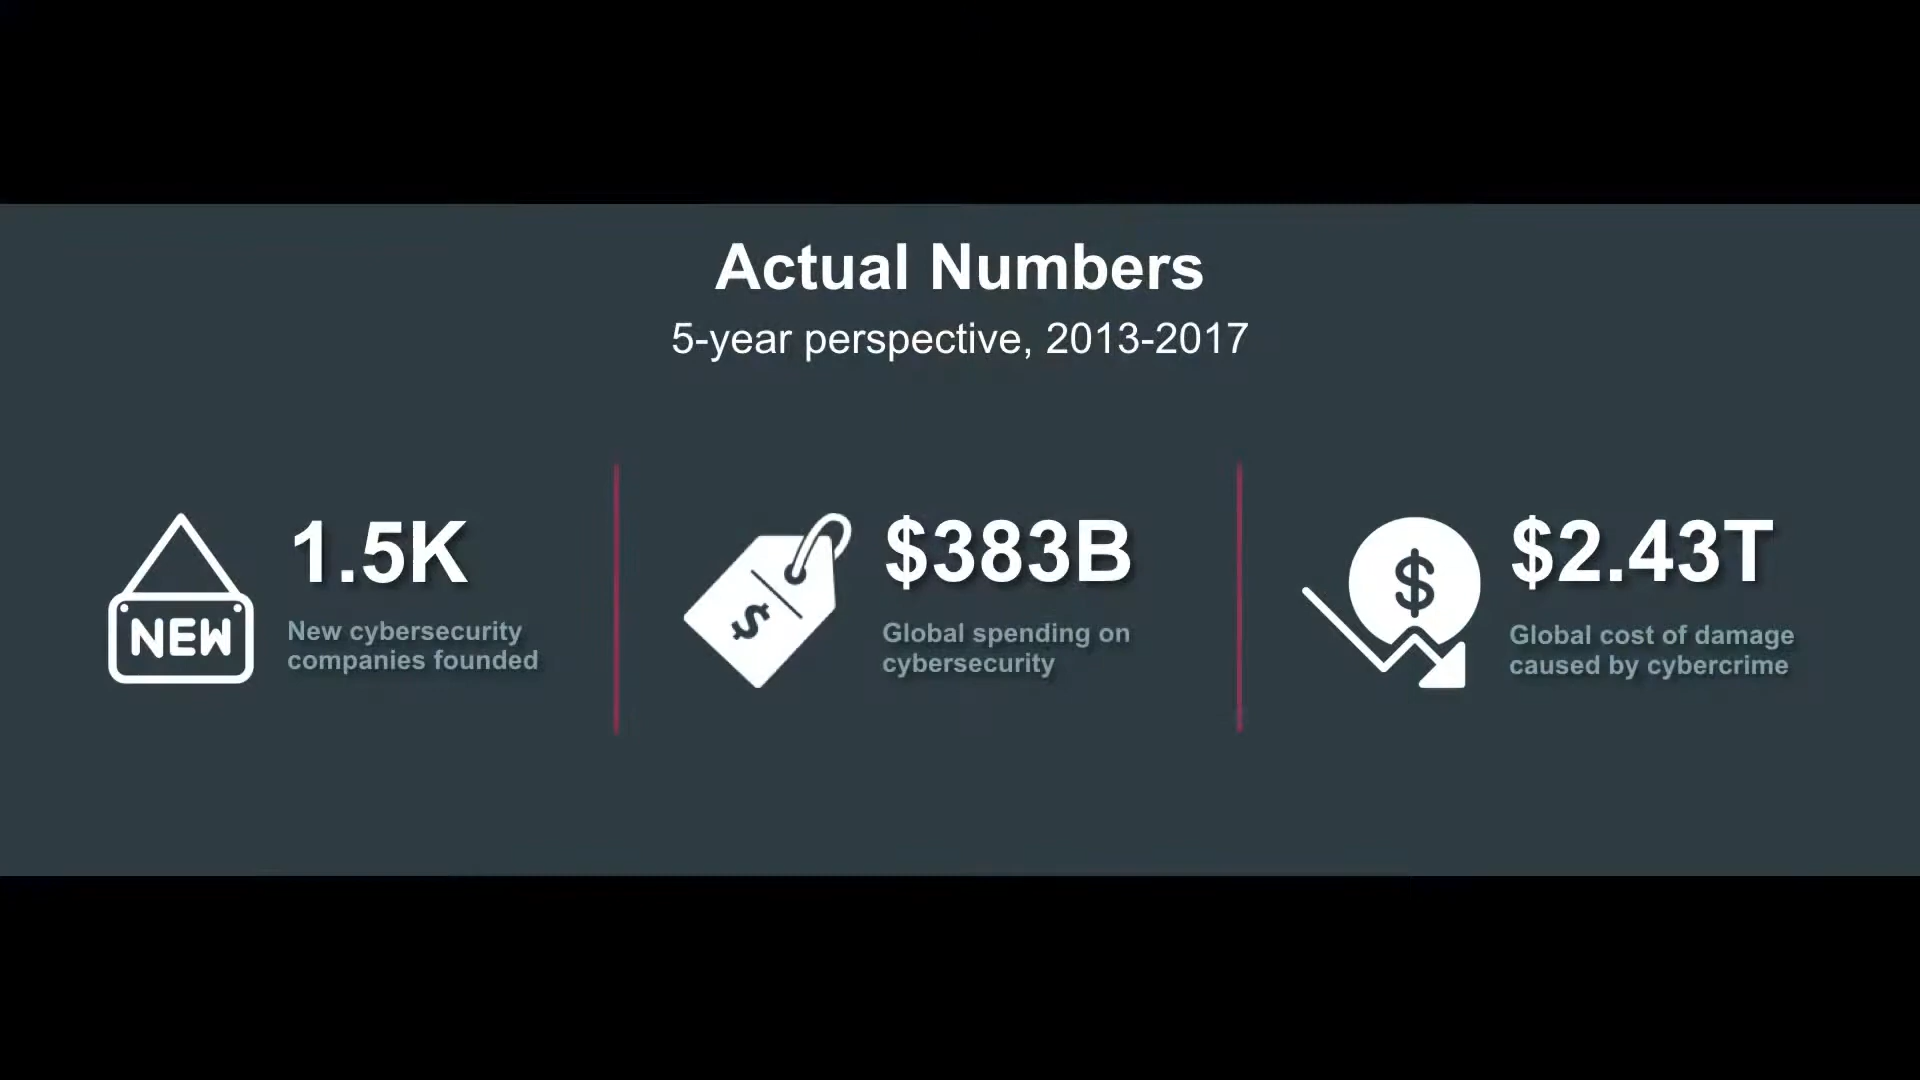 Actual Numbers
5-year perspective, 2013-2017
NEW
1.5K
New cybersecurity
companies founded
$
$383B
Global spending on
cybersecurity
$
$2.43T
Global cost of damage
caused by cybercrime